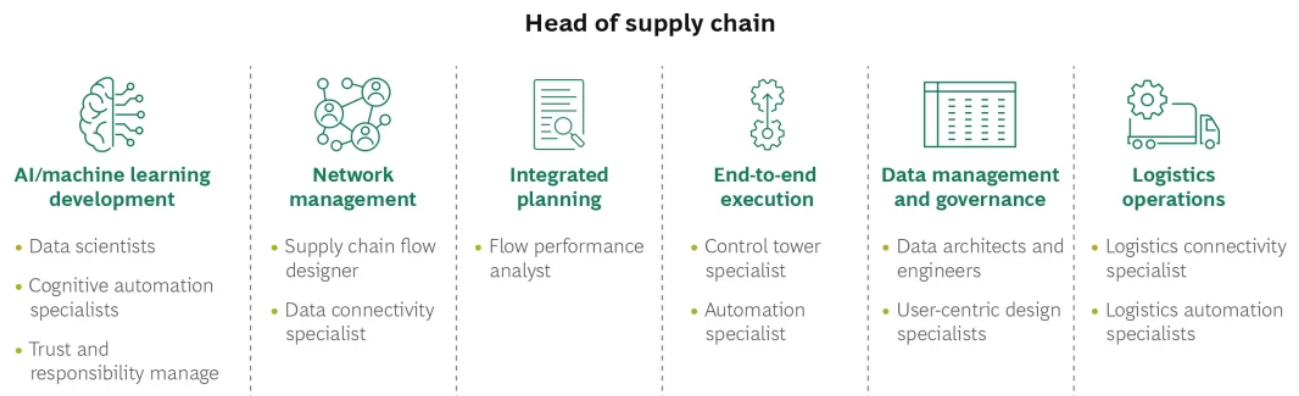 Head of supply chain
AI/machine learning
development
• Data scientists
• Cognitive automation
specialists
• Trust and
responsibility manage
Network
management
• Supply chain flow
designer
• Data connectivity
specialist
Integrated
planning
• Flow performance
analyst
End-to-end
execution
• Control tower
specialist
• Automation
specialist
Data management
and governance
• Data architects and
engineers
• User-centric design
specialists
Logistics
operations
• Logistics connectivity
specialist
• Logistics automation
specialists